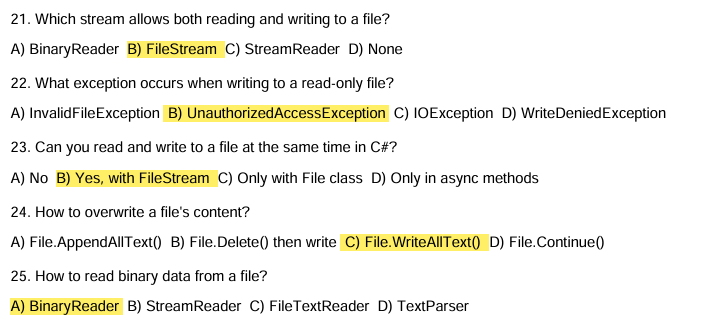 21. Which stream allows both reading and writing to a file?
A) BinaryReader B) FileStream C) StreamReader D) None
22. What exception occurs when writing to a read-only file?
A) InvalidFileException B) UnauthorizedAccessException C) IOException D) WriteDeniedException
23. Can you read and write to a file at the same time in C#?
A) No B) Yes, with FileStream C) Only with File class D) Only in async methods
24. How to overwrite a file's content?
A) File.AppendAllText() B) File.Delete() then write C) File.WriteAllText() D) File.Continue()
25. How to read binary data from a file?
A) BinaryReader B) StreamReader C) FileTextReader D) TextParser